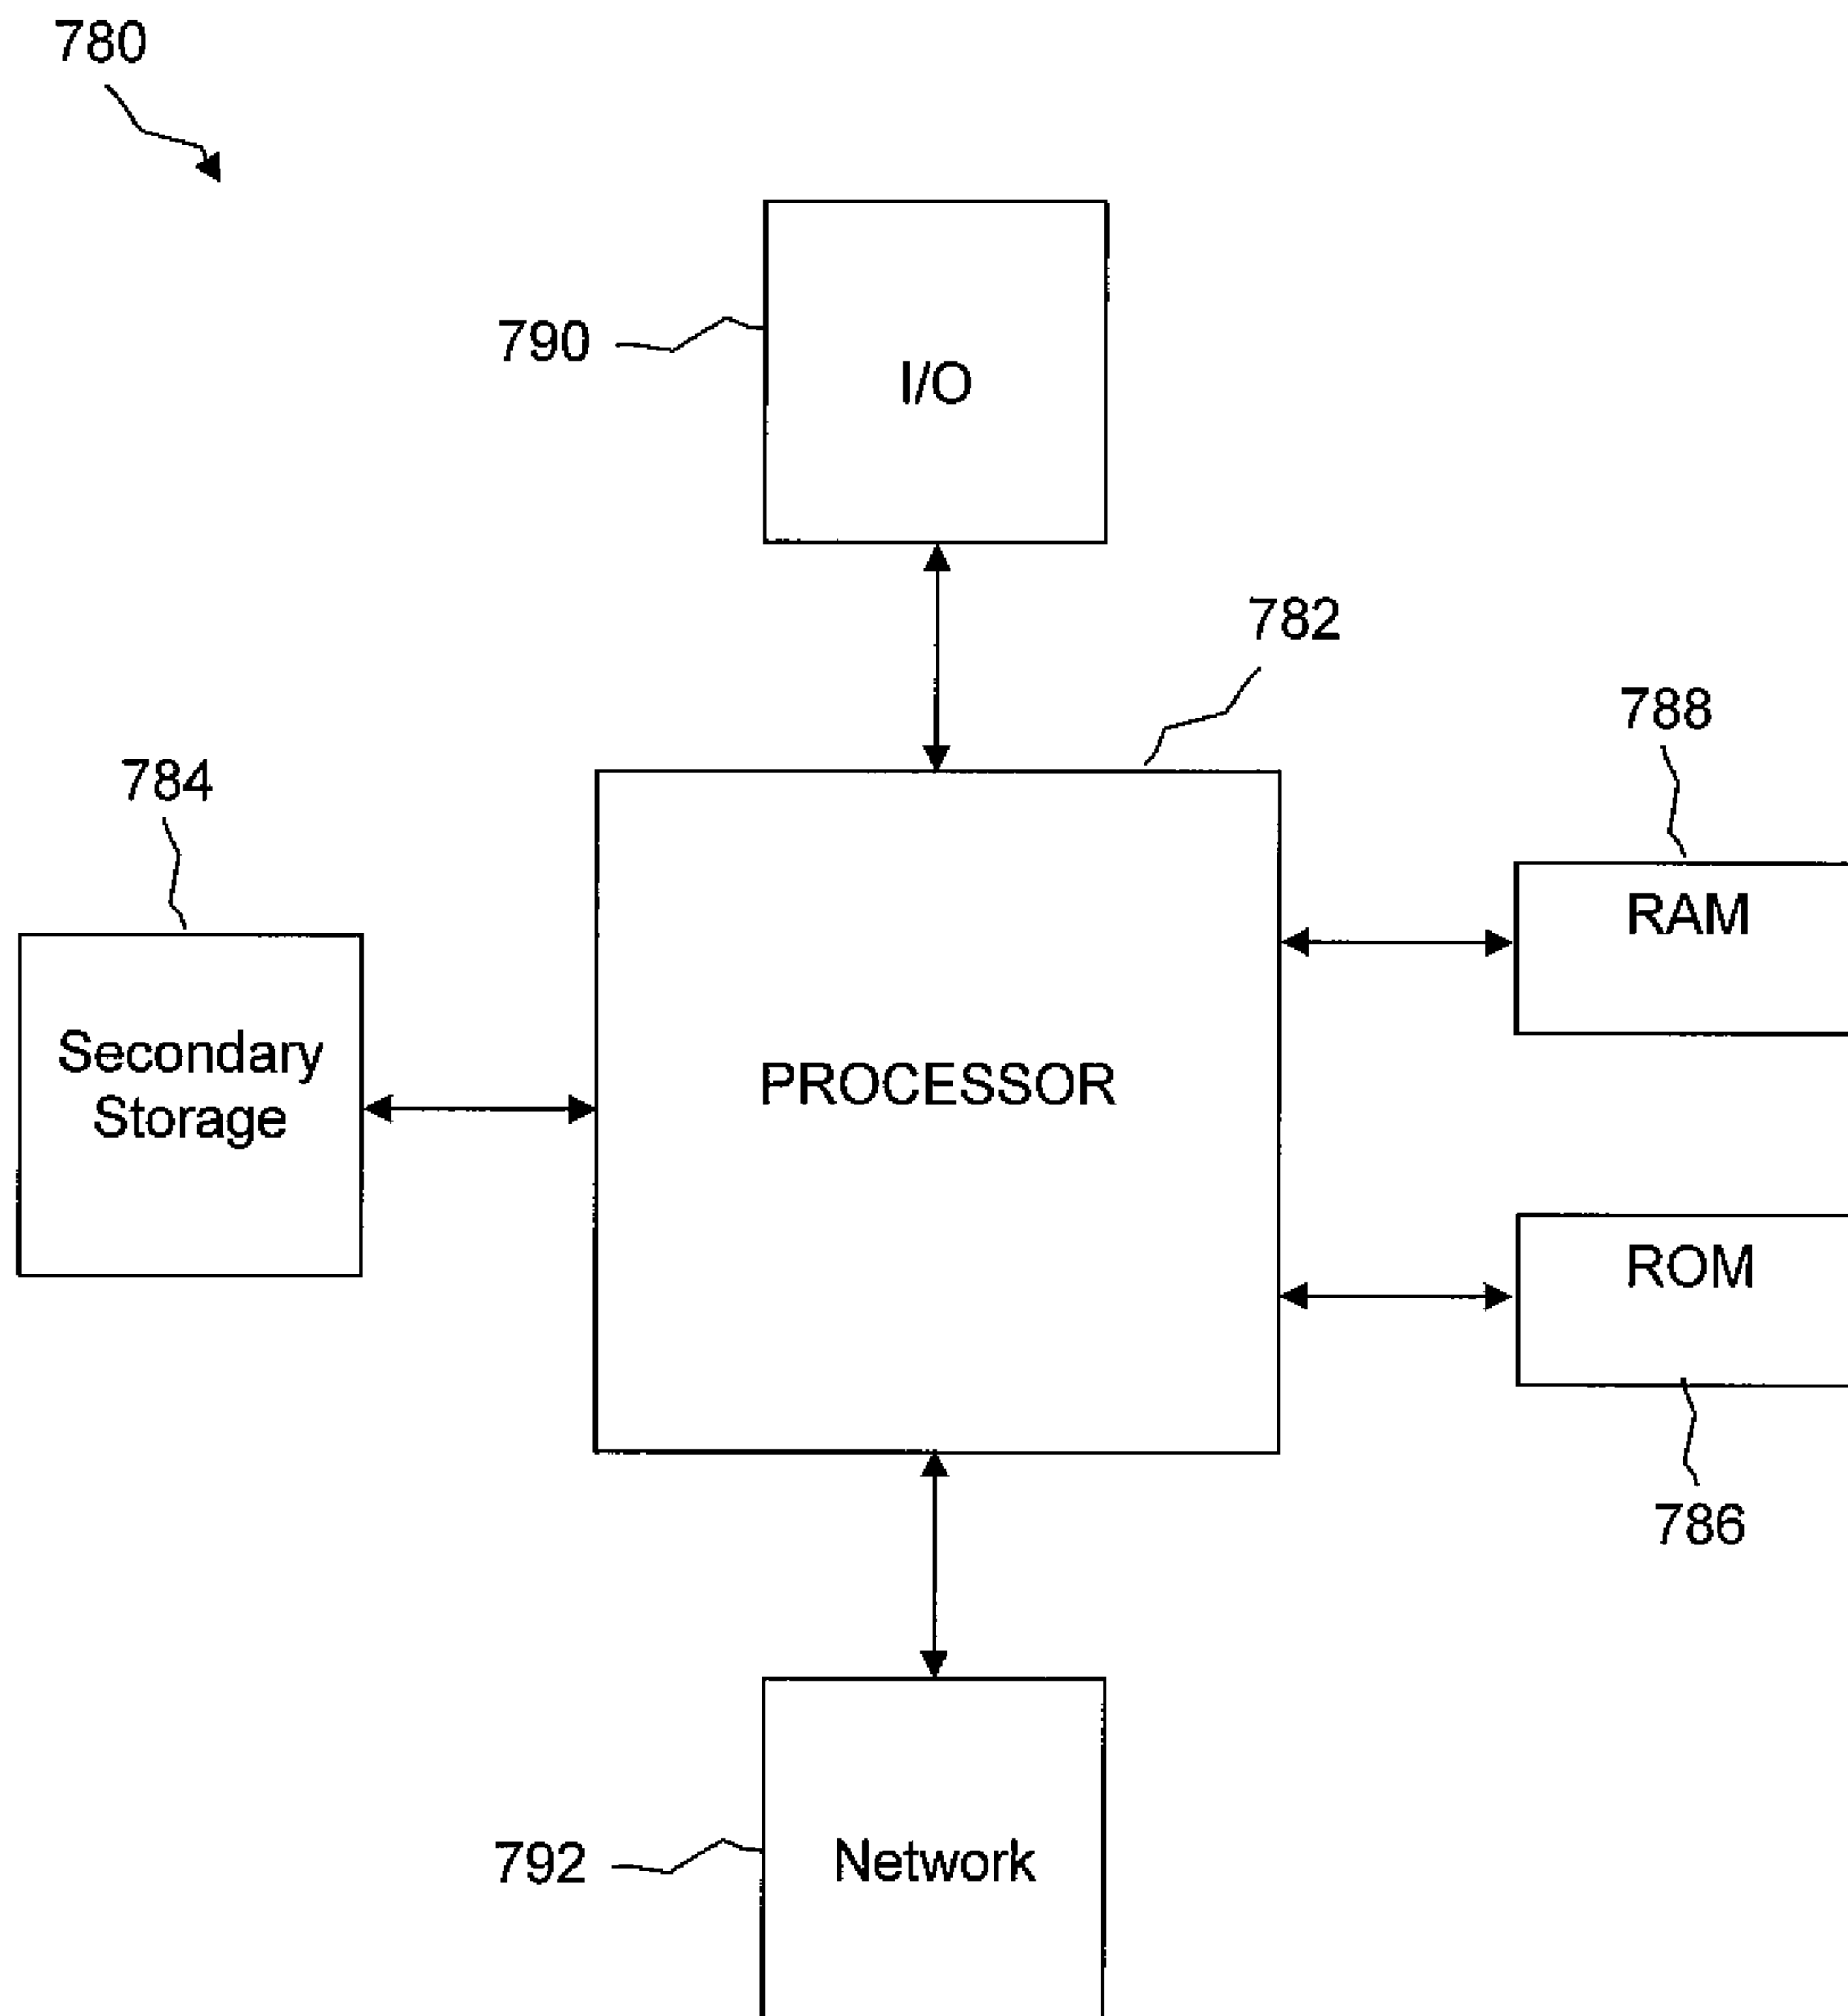 780
790
I/O
782
788
784
RAM
Secondary
Storage
PROCESSOR
ROM
786
792
Network